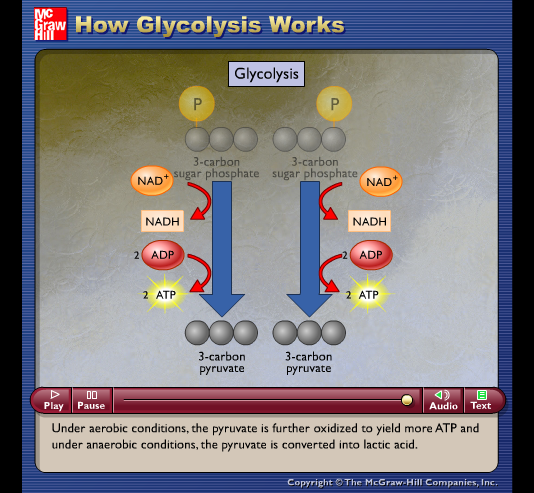 Mc
Graw
Hill
How Glycolysis Works
Glycolysis
P P
3-carbon
sugar phosphate
3-carbon
sugar phosphate
NAD+ NAD+
NADH NADH
2 ADP 2 ADP
2 ATP 2 ATP
3-carbon
pyruvate
3-carbon
pyruvate
Play Pause Audio Text
Under aerobic conditions, the pyruvate is further oxidized to yield more ATP and
under anaerobic conditions, the pyruvate is converted into lactic acid.
Copyright © The McGraw-Hill Companies, Inc.